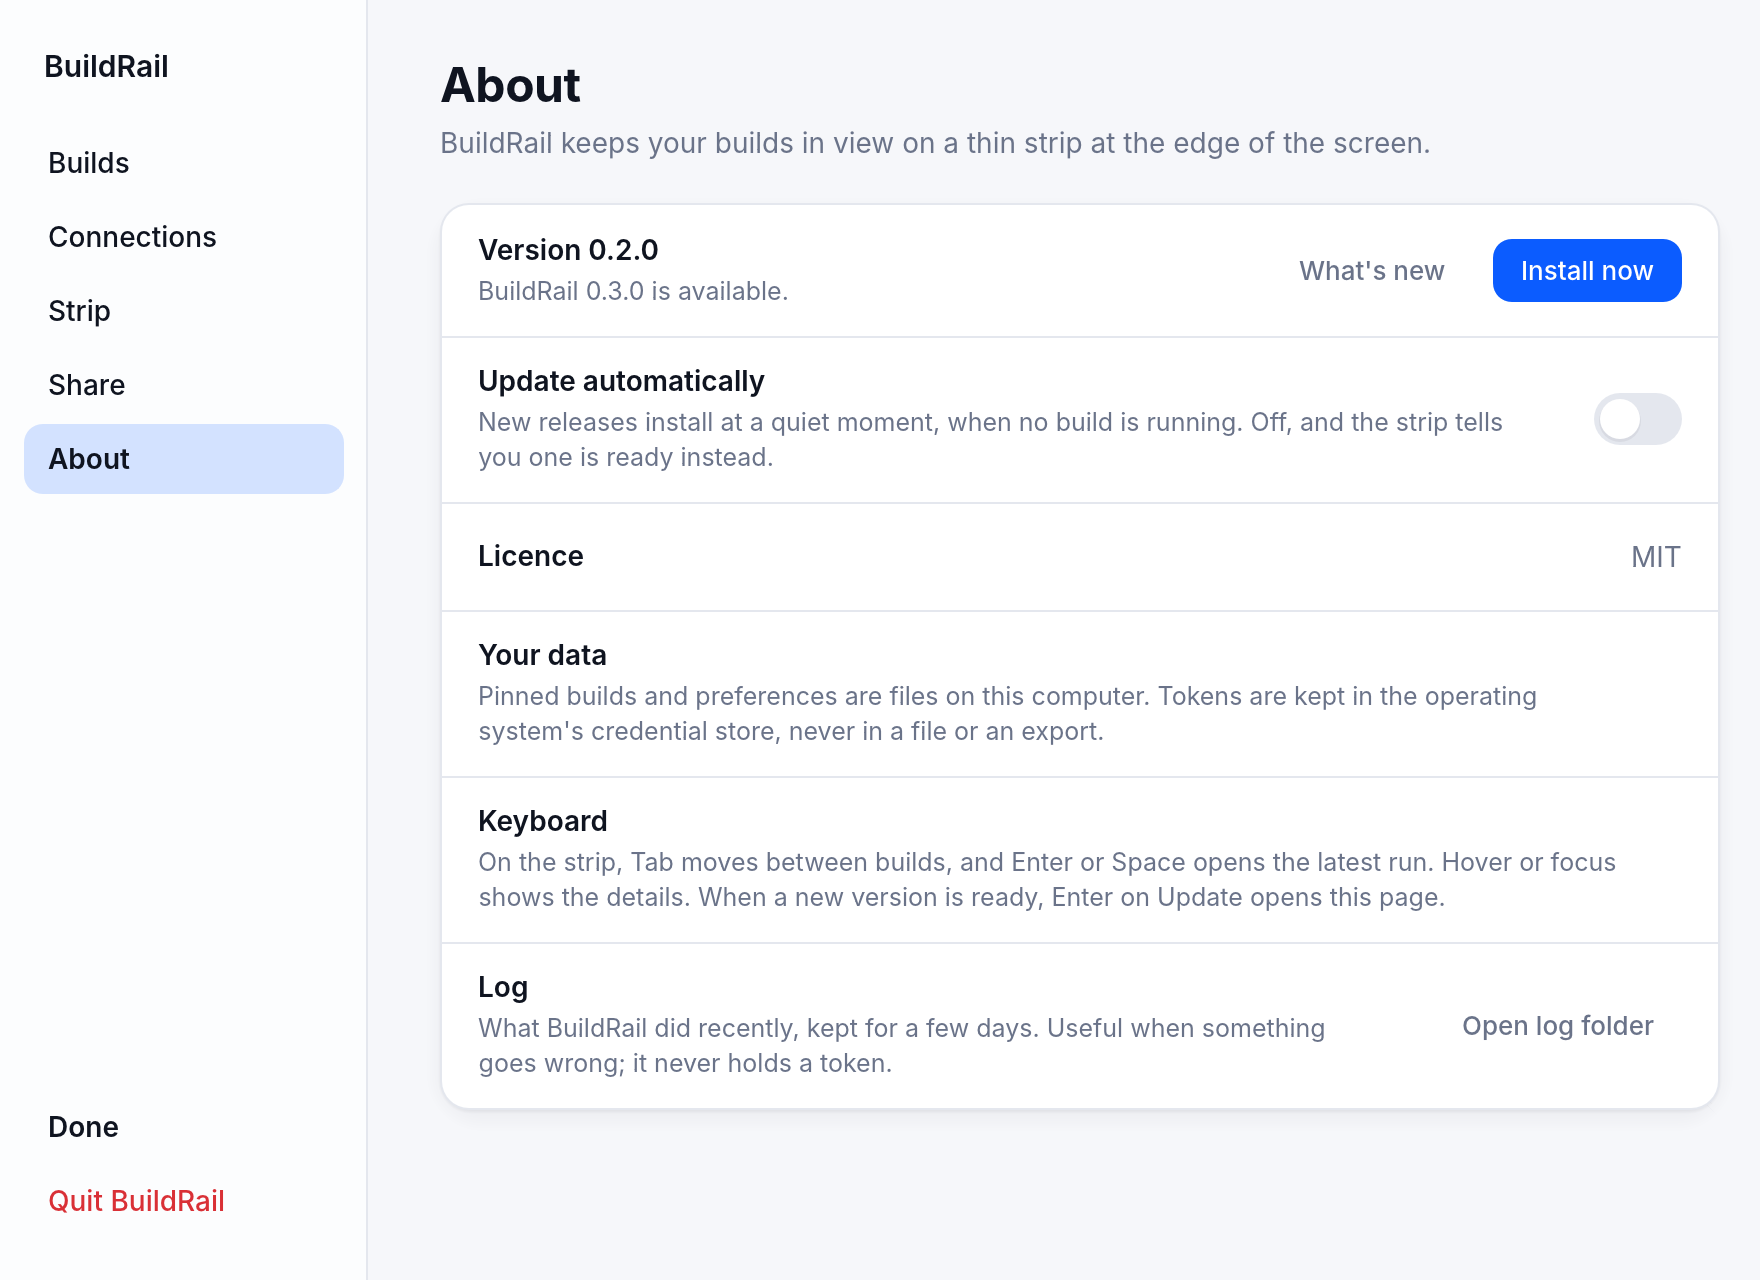 BuildRail
Builds
Connections
Strip
Share
About
Done
Quit BuildRail
About
BuildRail keeps your builds in view on a thin strip at the edge of the screen.
Version 0.2.0
BuildRail 0.3.0 is available.
What's new
Install now
Update automatically
New releases install at a quiet moment, when no build is running. Off, and the strip tells
you one is ready instead.
Licence
MIT
Your data
Pinned builds and preferences are files on this computer. Tokens are kept in the operating
system's credential store, never in a file or an export.
Keyboard
On the strip, Tab moves between builds, and Enter or Space opens the latest run. Hover or focus
shows the details. When a new version is ready, Enter on Update opens this page.
Log
What BuildRail did recently, kept for a few days. Useful when something
goes wrong; it never holds a token.
Open log folder